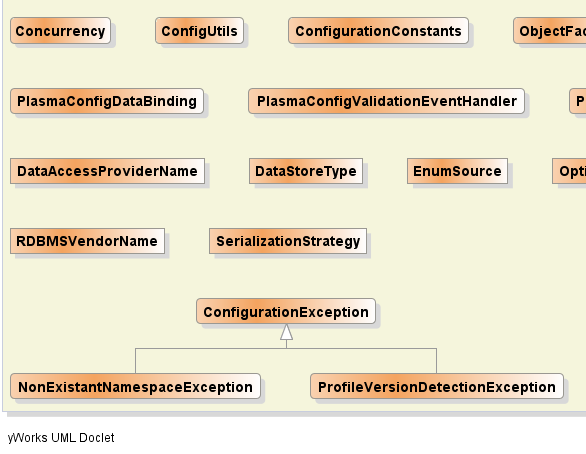 Concurrency ConfigUtils ConfigurationConstants ObjectFac
PlasmaConfigDataBinding PlasmaConfigValidationEventHandler P
DataAccessProviderName DataStoreType EnumSource Opti
RDBMSVendorName SerializationStrategy
ConfigurationException
NonExistantNamespaceException ProfileVersionDetectionException
yWorks UML Doclet